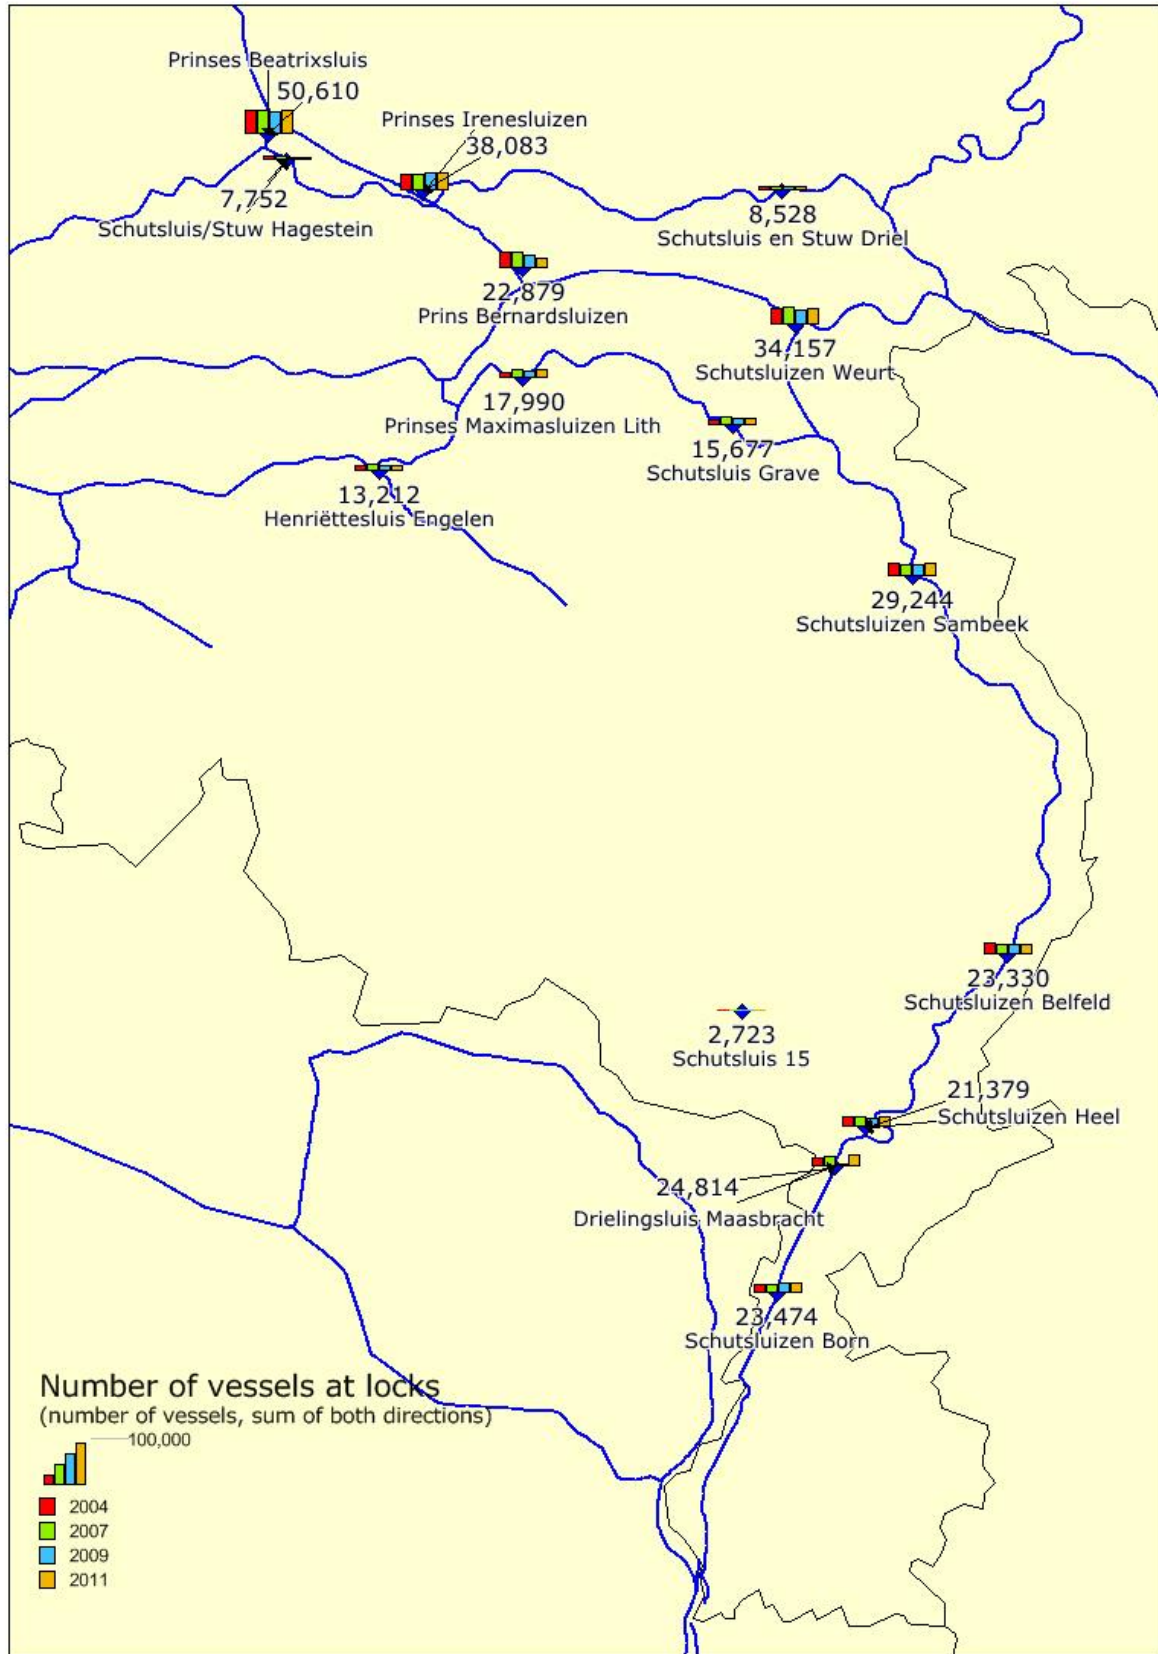 Prinses Beatrixsluis
50,610
Prinses Irenesluizen
38,083
7,752
Schutsluis/Stuw Hagestein
8,528
Schutsluis en Stuw Driel
22,879
Prins Bernardsluizen
34,157
Schutsluizen Weurt
17,990
Prinses Maximasluizen Lith
15,677
Schutsluis Grave
13,212
Henriëttesluis Engelen
29,244
Schutsluizen Sambeek
23,330
Schutsluizen Belfeld
2,723
Schutsluis 15
21,379
Schutsluizen Heel
24,814
Drielingsluis Maasbracht
23,474
Schutsluizen Born
Number of vessels at locks
(number of vessels, sum of both directions)
100,000
2004
2007
2009
2011